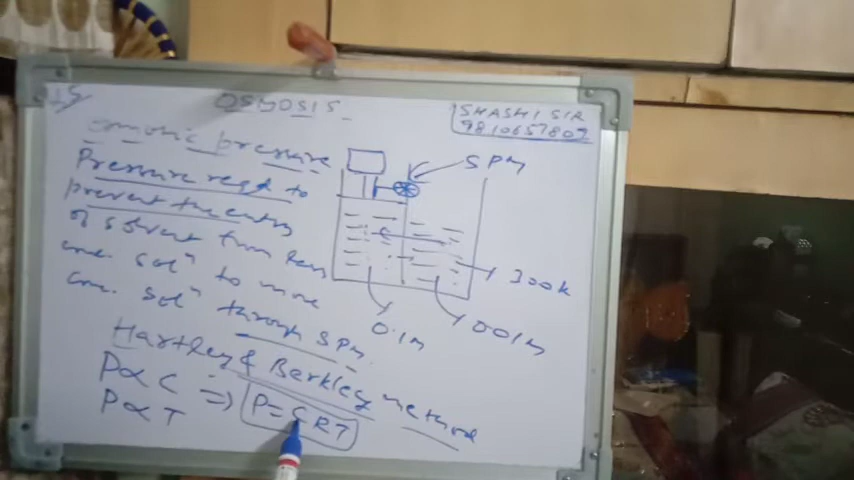 OSMOSIS
SHASHI SIR
9810657809
Osmotic pressure
Pressure reqd to
prevent the entry
of solvent from less
conc. solⁿ to more
conc. solⁿ through SPM.
SPM
300K
0.1M
0.01M
Hartley & Berkley method
P∝C
P∝T
⇒ P=CRT